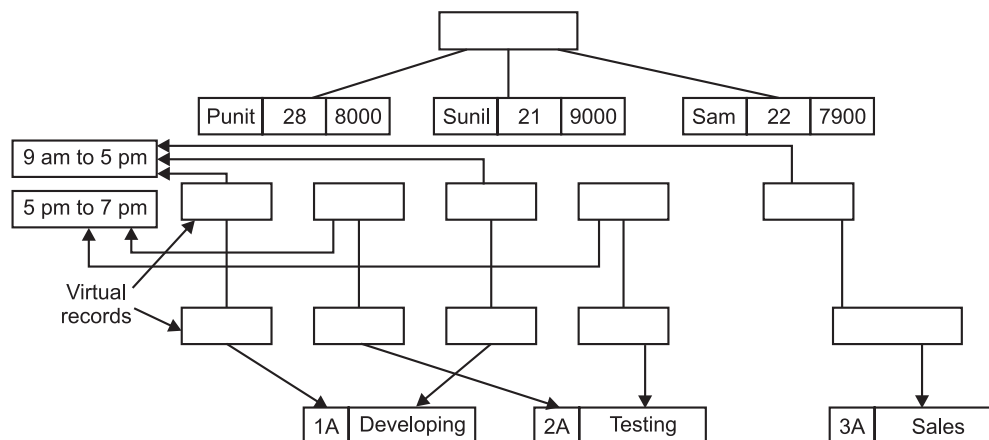 Punit 28 8000 Sunil 21 9000 Sam 22 7900
9 am to 5 pm
5 pm to 7 pm
Virtual
records
1A Developing 2A Testing 3A Sales